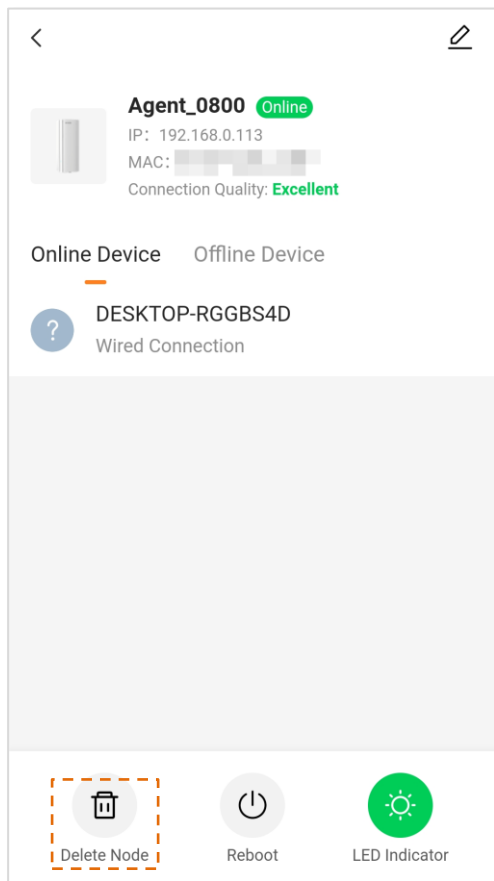 Agent_0800 Online
IP: 192.168.0.113
MAC:
Connection Quality: Excellent
Online Device Offline Device
?
DESKTOP-RGGBS4D
Wired Connection
Delete Node Reboot LED Indicator